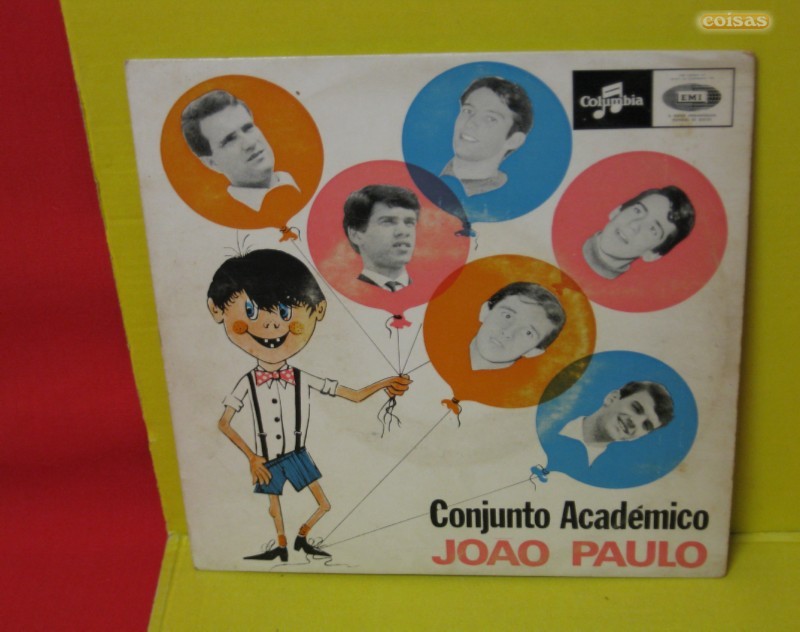 coisas
Columbia
EMI
Conjunto Académico
JOAO PAULO